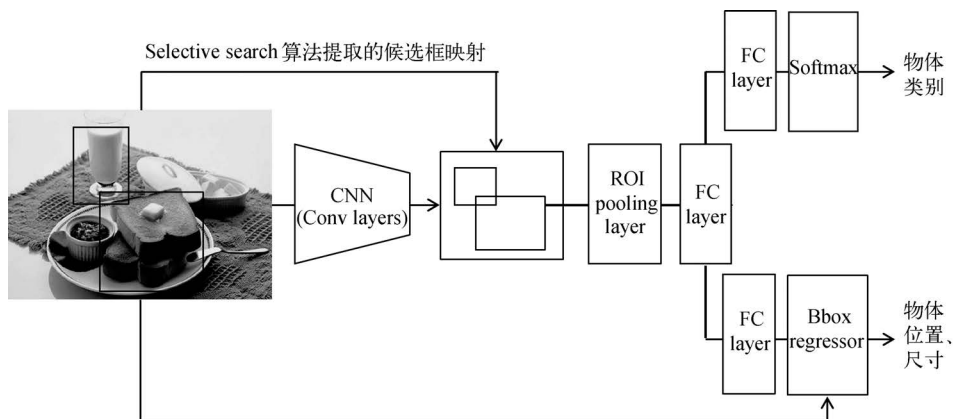 Selective search 算法提取的候选框映射
CNN
(Conv layers)
ROI
pooling
layer
FC
layer
FC
layer
Softmax
物体
类别
FC
layer
Bbox
regressor
物体
位置、
尺寸